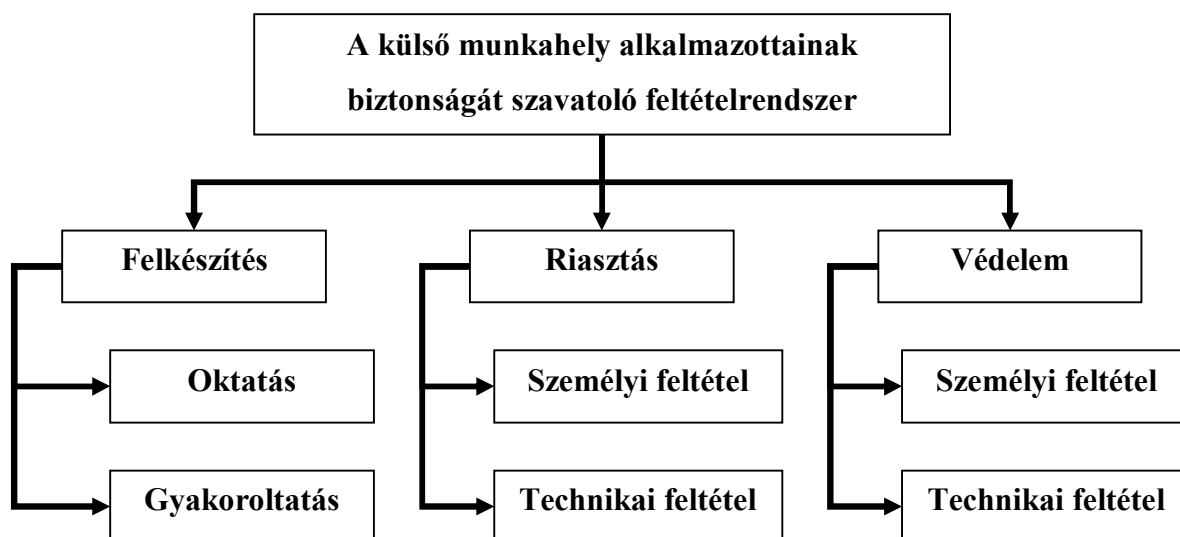 A külső munkahely alkalmazottainak
biztonságát szavatoló feltételrendszer
Felkészítés
Riasztás
Védelem
Oktatás
Személyi feltétel
Személyi feltétel
Gyakoroltatás
Technikai feltétel
Technikai feltétel